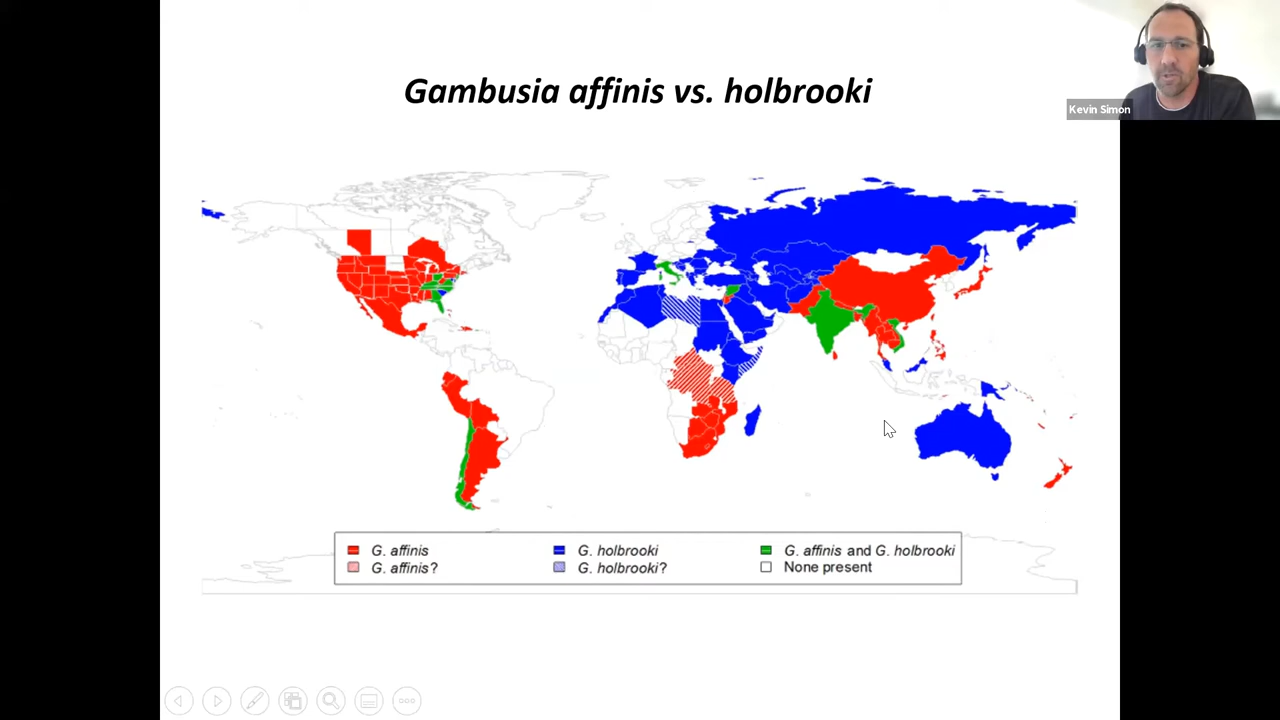 Gambusia affinis vs. holbrooki
Kevin Simon
G. affinis
G. holbrooki
G. affinis and G. holbrooki
G. affinis?
G. holbrooki?
None present